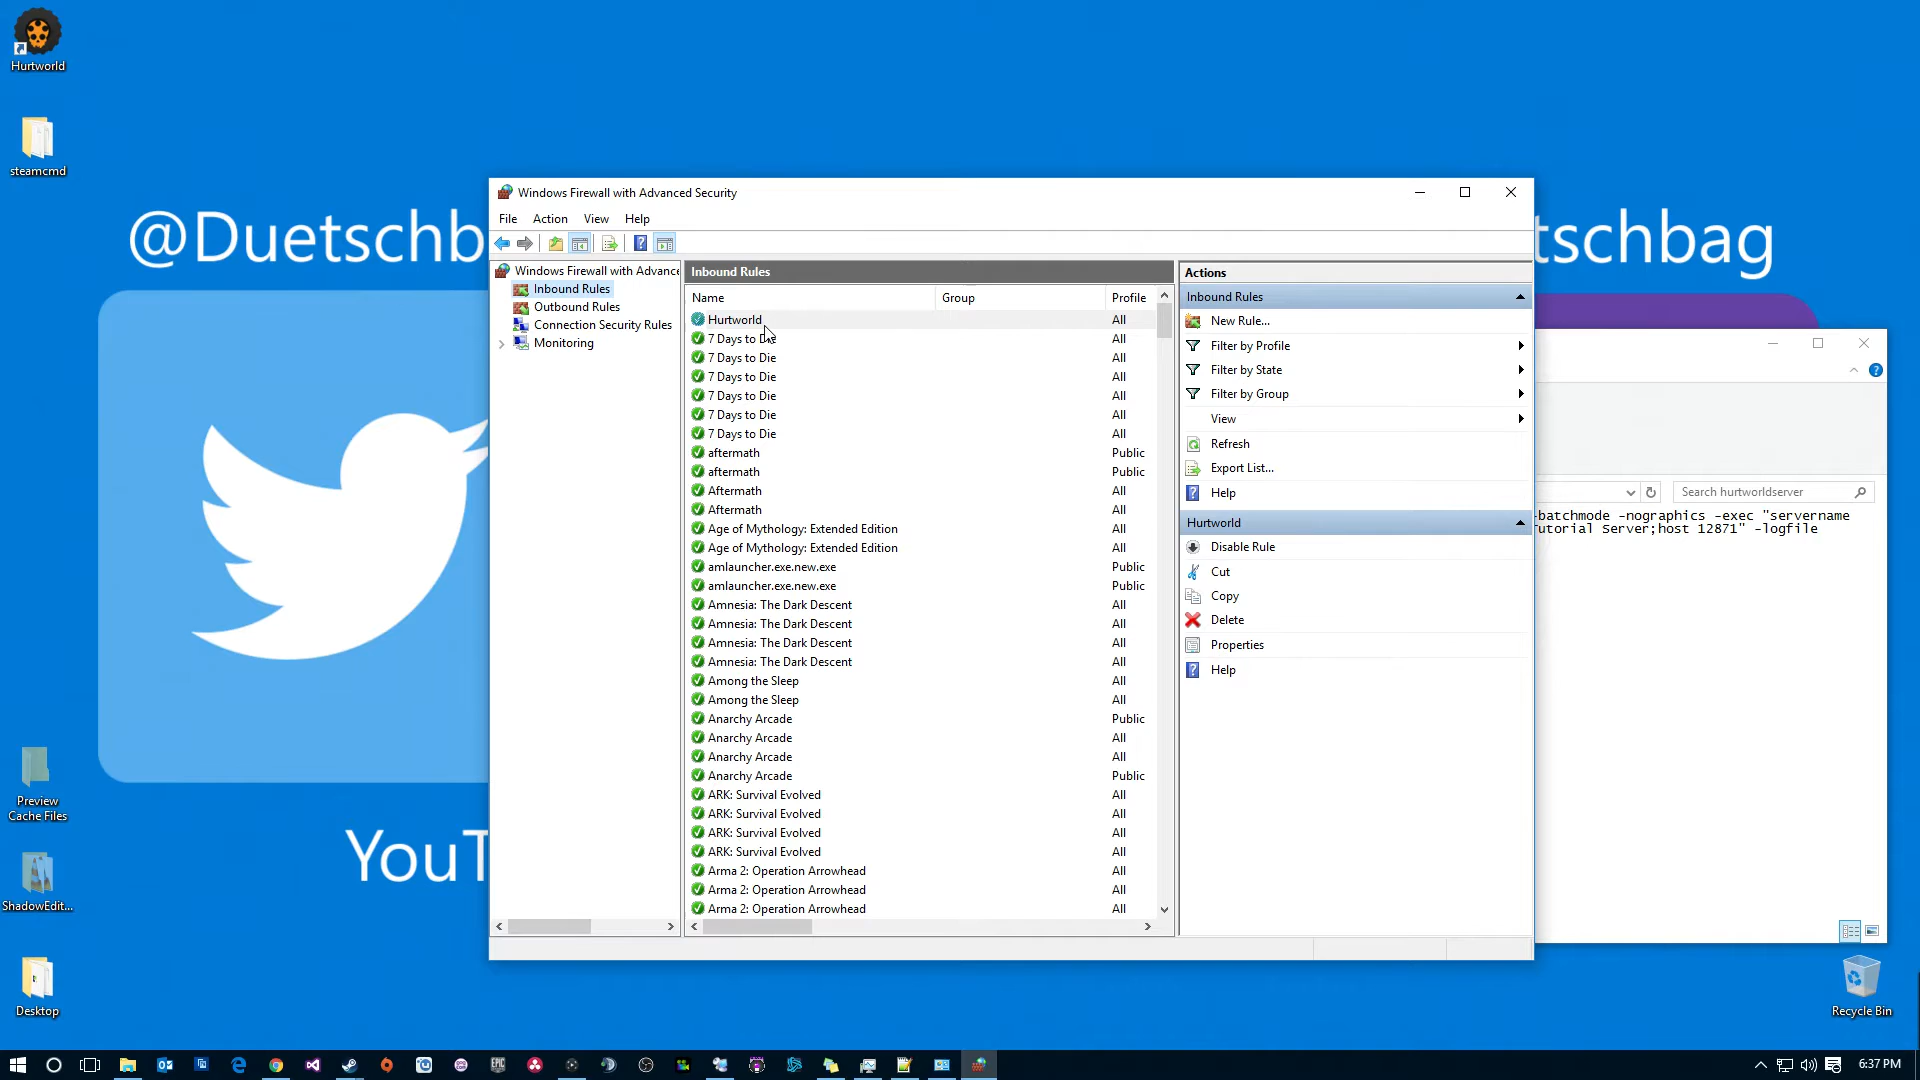 Hurtworld
steamcmd
@Duetschb
tschbag
YouT
Preview
Cache Files
ShadowEdit...
Desktop
Recycle Bin
Windows Firewall with Advanced Security
File Action View Help
Windows Firewall with Advance
Inbound Rules
Outbound Rules
Connection Security Rules
Monitoring
Inbound Rules
Name Group Profile
Hurtworld All
7 Days to Die All
7 Days to Die All
7 Days to Die All
7 Days to Die All
7 Days to Die All
7 Days to Die All
aftermath Public
aftermath Public
Aftermath All
Aftermath All
Age of Mythology: Extended Edition All
Age of Mythology: Extended Edition All
amlauncher.exe.new.exe Public
amlauncher.exe.new.exe Public
Amnesia: The Dark Descent All
Amnesia: The Dark Descent All
Amnesia: The Dark Descent All
Amnesia: The Dark Descent All
Among the Sleep All
Among the Sleep All
Anarchy Arcade Public
Anarchy Arcade All
Anarchy Arcade All
Anarchy Arcade Public
ARK: Survival Evolved All
ARK: Survival Evolved All
ARK: Survival Evolved All
ARK: Survival Evolved All
Arma 2: Operation Arrowhead All
Arma 2: Operation Arrowhead All
Arma 2: Operation Arrowhead All
Actions
Inbound Rules
New Rule...
Filter by Profile
Filter by State
Filter by Group
View
Refresh
Export List...
Help
Hurtworld
Disable Rule
Cut
Copy
Delete
Properties
Help
Search hurtworldserver
-batchmode -nographics -exec "servername
utorial Server;host 12871" -logfile
EPIC
6:37 PM